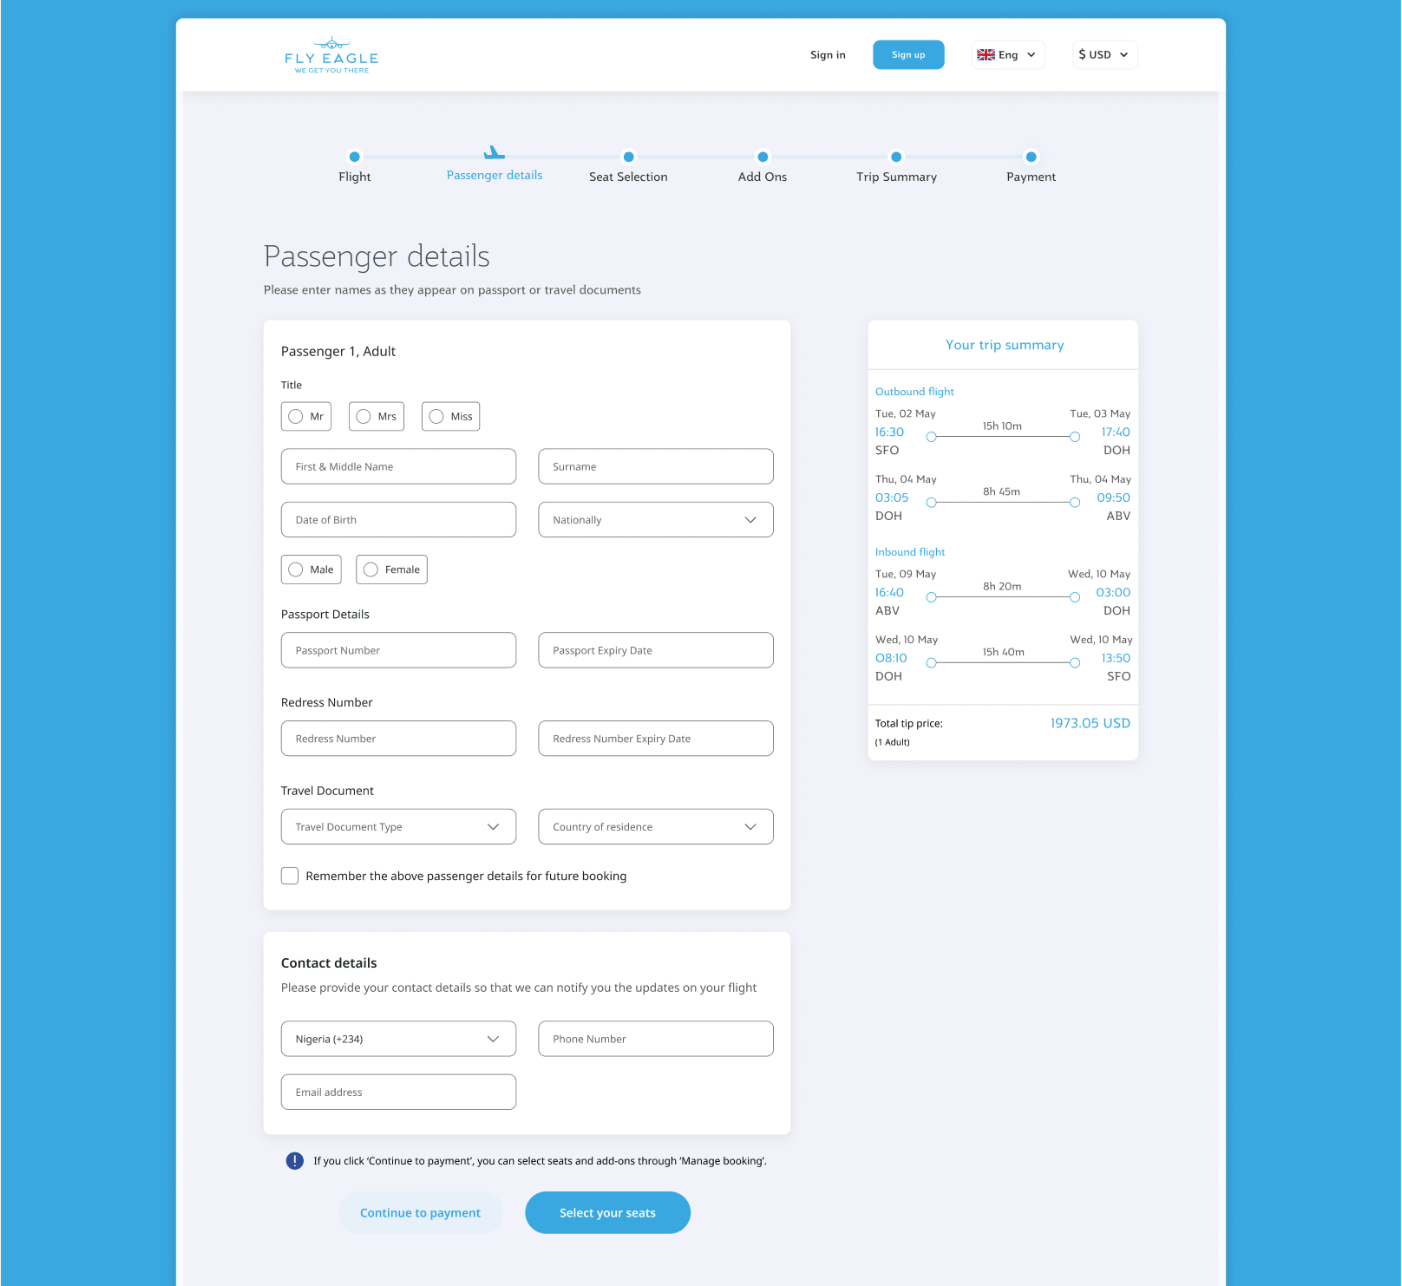 FLY EAGLE
WE GET YOU THERE
Sign in
Sign up
Eng
$ USD
Flight
Passenger details
Seat Selection
Add Ons
Trip Summary
Payment
Passenger details
Please enter names as they appear on passport or travel documents
Passenger 1, Adult
Title
Mr
Mrs
Miss
First & Middle Name
Surname
Date of Birth
Nationally
Male
Female
Passport Details
Passport Number
Passport Expiry Date
Redress Number
Redress Number
Redress Number Expiry Date
Travel Document
Travel Document Type
Country of residence
Remember the above passenger details for future booking
Contact details
Please provide your contact details so that we can notify you the updates on your flight
Nigeria (+234)
Phone Number
Email address
If you click ‘Continue to payment’, you can select seats and add-ons through ‘Manage booking’.
Continue to payment
Select your seats
Your trip summary
Outbound flight
Tue, 02 May
Tue, 03 May
16:30
15h 10m
17:40
SFO
DOH
Thu, 04 May
Thu, 04 May
03:05
8h 45m
09:50
DOH
ABV
Inbound flight
Tue, 09 May
Wed, 10 May
16:40
8h 20m
03:00
ABV
DOH
Wed, 10 May
Wed, 10 May
08:10
15h 40m
13:50
DOH
SFO
Total tip price:
1973.05 USD
(1 Adult)